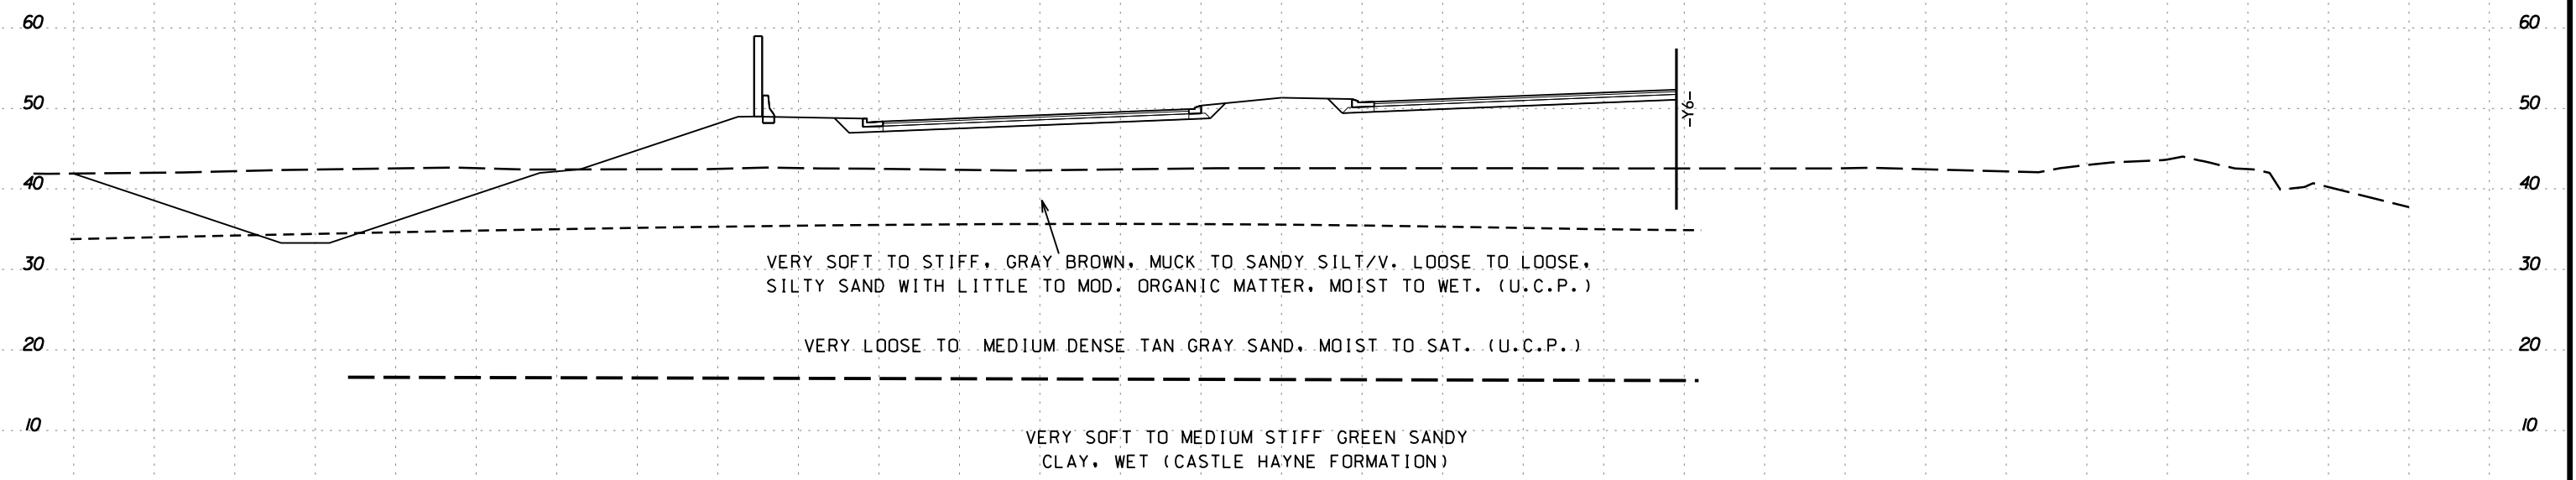 60 60
50 50
-Y6-
40 40
30 30
VERY SOFT TO STIFF, GRAY BROWN, MUCK TO SANDY SILT/V. LOOSE TO LOOSE,
SILTY SAND WITH LITTLE TO MOD. ORGANIC MATTER, MOIST TO WET. (U.C.P.)
20 20
VERY LOOSE TO MEDIUM DENSE TAN GRAY SAND, MOIST TO SAT. (U.C.P.)
10 10
VERY SOFT TO MEDIUM STIFF GREEN SANDY
CLAY, WET (CASTLE HAYNE FORMATION)